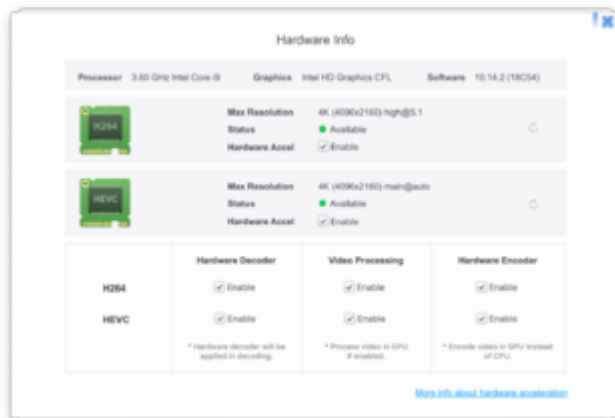 Hardware Info
Processor 3.60 GHz Intel Core i9 Graphics Intel HD Graphics CFL Software 10.14.2 (18C54)
H264
Max Resolution 4K (4096x2160) high@5.1
Status Available
Hardware Accel Enable
HEVC
Max Resolution 4K (4096x2160) main@auto
Status Available
Hardware Accel Enable
Hardware Decoder Video Processing Hardware Encoder
H264 Enable Enable Enable
HEVC Enable Enable Enable
* Hardware decoder will be applied in decoding.
* Process video in GPU if enabled.
* Encode video in GPU instead of CPU.
More info about hardware acceleration